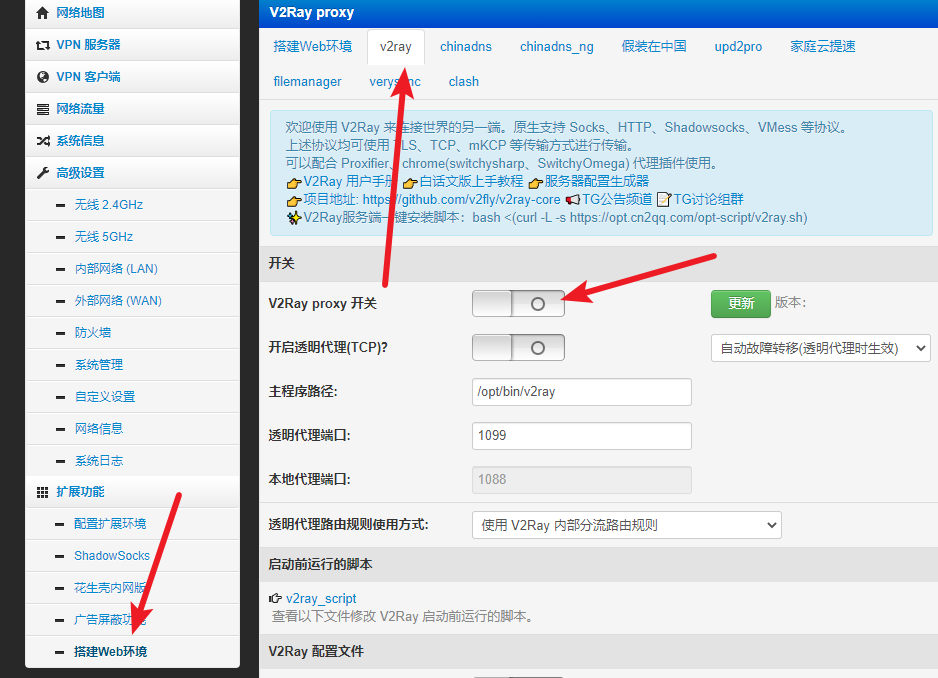 网络地图
VPN 服务器
VPN 客户端
网络流量
系统信息
高级设置
无线 2.4GHz
无线 5GHz
内部网络 (LAN)
外部网络 (WAN)
防火墙
系统管理
自定义设置
网络信息
系统日志
扩展功能
配置扩展环境
ShadowSocks
花生壳内网版
广告屏蔽功能
搭建Web环境
V2Ray proxy
搭建Web环境 v2ray chinadns chinadns_ng 假装在中国 upd2pro 家庭云提速
filemanager verysync clash
欢迎使用 V2Ray 来连接世界的另一端。原生支持 Socks、HTTP、Shadowsocks、VMess 等协议。
上述协议均可使用 TLS、TCP、mKCP 等传输方式进行传输。
可以配合 Proxifier、chrome(switchysharp、SwitchyOmega) 代理插件使用。
V2Ray 用户手册 白话文版上手教程 服务器配置生成器
项目地址: https://github.com/v2fly/v2ray-core TG公告频道 TG讨论组群
V2Ray服务端一键安装脚本：bash <(curl -L -s https://opt.cn2qq.com/opt-script/v2ray.sh)
开关
V2Ray proxy 开关 更新 版本：
开启透明代理(TCP)? 自动故障转移(透明代理时生效)
主程序路径: /opt/bin/v2ray
透明代理端口: 1099
本地代理端口: 1088
透明代理路由规则使用方式: 使用 V2Ray 内部分流路由规则
启动前运行的脚本
v2ray_script
查看以下文件修改 V2Ray 启动前运行的脚本。
V2Ray 配置文件